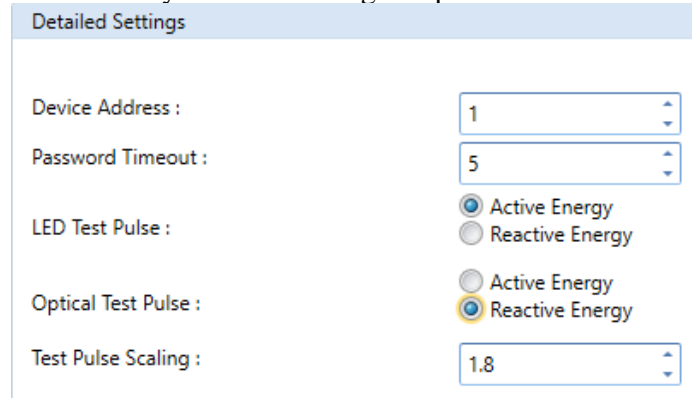 Detailed Settings
Device Address :
1
Password Timeout :
5
LED Test Pulse :
Active Energy
Reactive Energy
Optical Test Pulse :
Active Energy
Reactive Energy
Test Pulse Scaling :
1.8